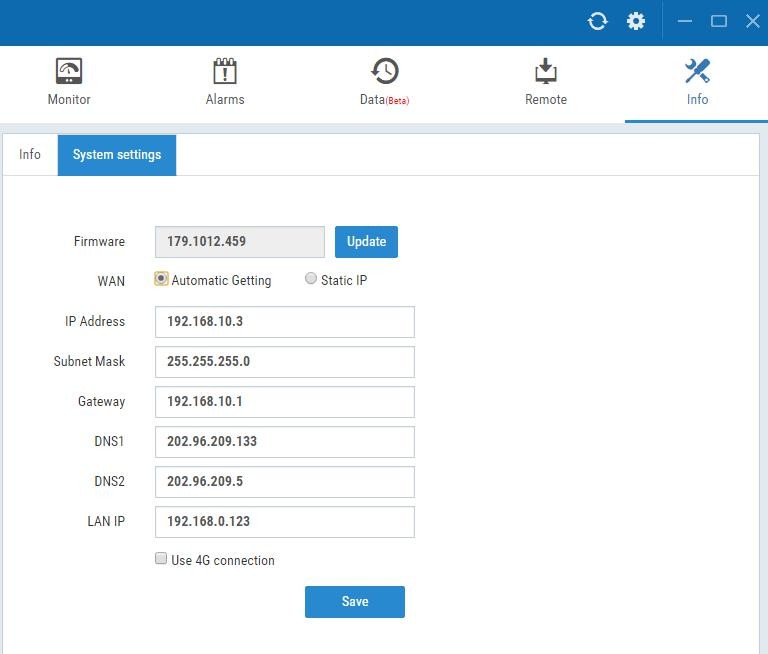 Monitor
Alarms
Data(Beta)
Remote
Info
Info
System settings
Firmware 179.1012.459 Update
WAN Automatic Getting Static IP
IP Address 192.168.10.3
Subnet Mask 255.255.255.0
Gateway 192.168.10.1
DNS1 202.96.209.133
DNS2 202.96.209.5
LAN IP 192.168.0.123
Use 4G connection
Save